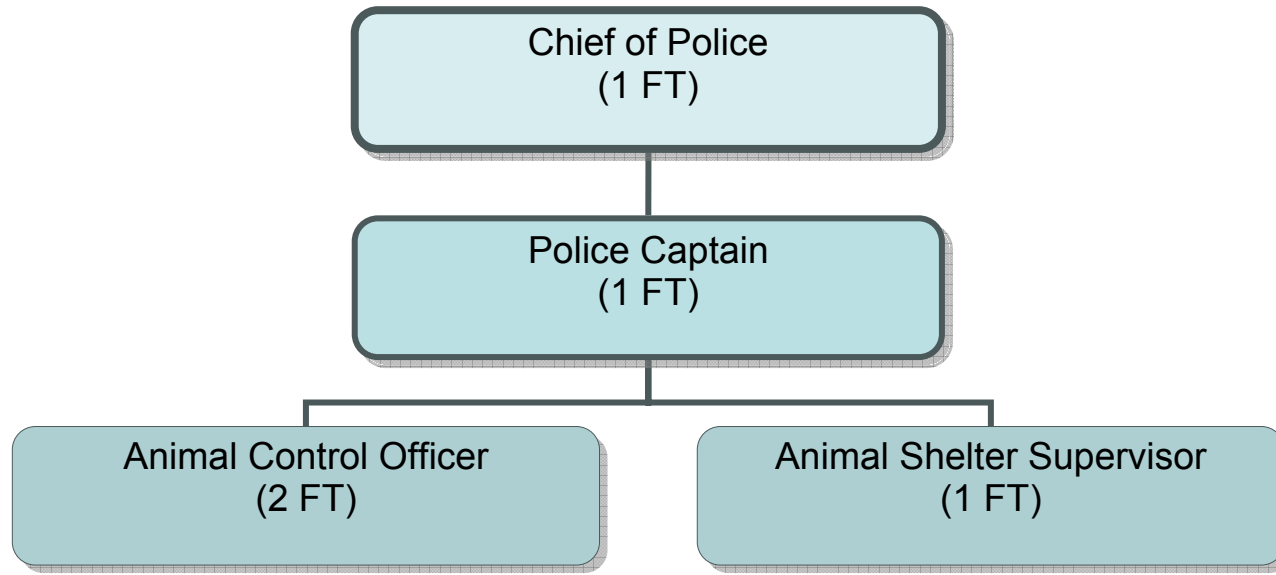 Chief of Police
(1 FT)
Police Captain
(1 FT)
Animal Control Officer
(2 FT)
Animal Shelter Supervisor
(1 FT)